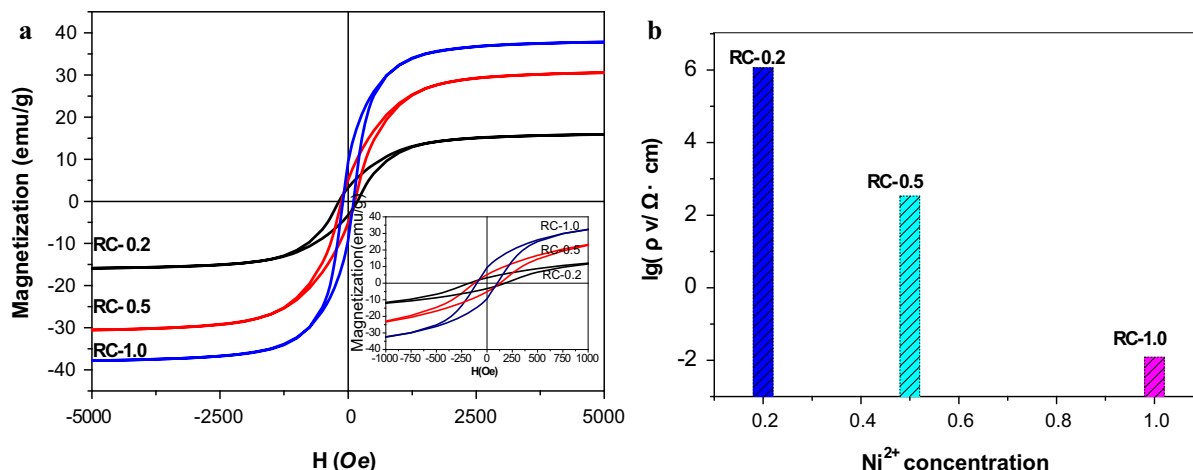 a
Magnetization (emu/g)
40
30
20
10
0
-10
-20
-30
-40
RC-0.2
RC-0.5
RC-1.0
-5000 -2500 0 2500 5000
H (Oe)
Magnetization(emu/g)
40
30
20
10
0
-10
-20
-30
-40
RC-1.0
RC-0.5
RC-0.2
-1000 -750 -500 -250 0 250 500 750 1000
H(Oe)
b
lg( ρ v/ Ω· cm)
6
4
2
0
-2
RC-0.2
RC-0.5
RC-1.0
0.2 0.4 0.6 0.8 1.0
Ni²⁺ concentration